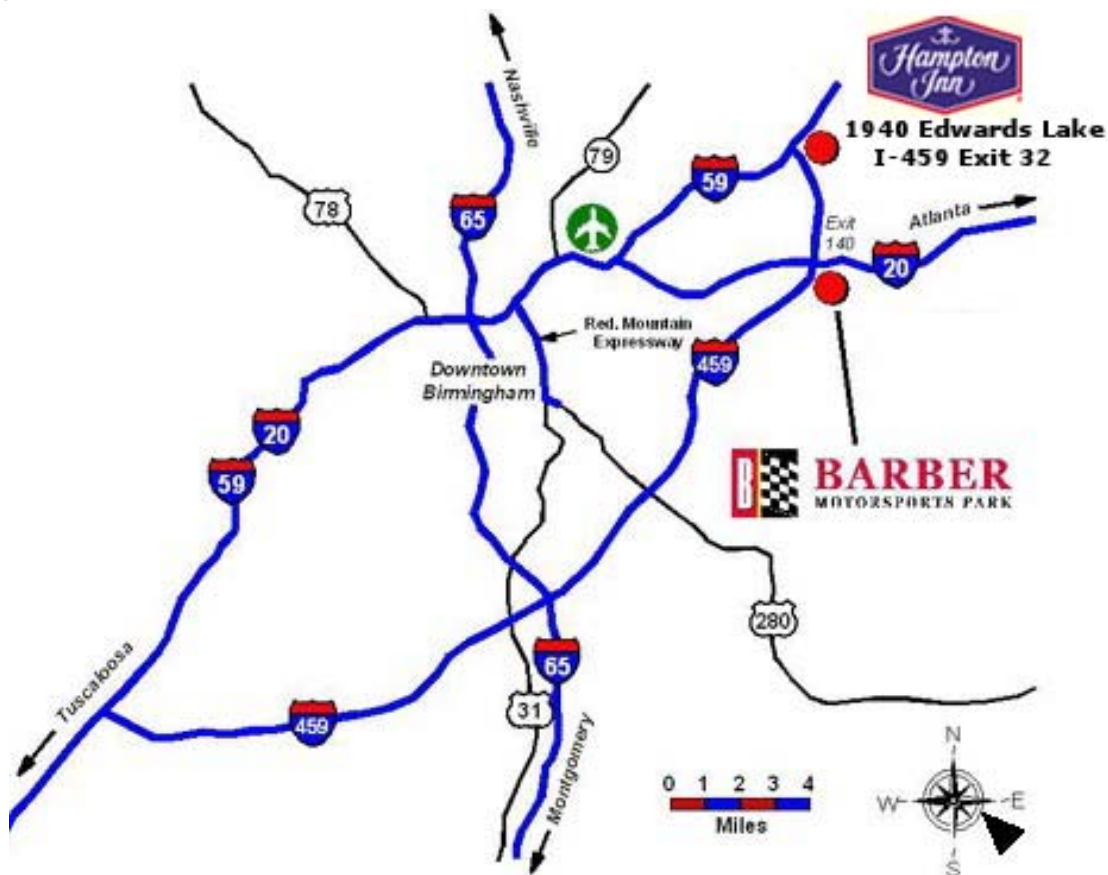 Hampton
Inn
1940 Edwards Lake
I-459 Exit 32
Nashville
79
59
78
65
Atlanta
Exit
140
20
Red. Mountain
Expressway
459
Downtown
Birmingham
20
59
B
BARBER
MOTORSPORTS PARK
280
65
Tuscaloosa
31
459
Montgomery
N
0 1 2 3 4
W E
Miles
S